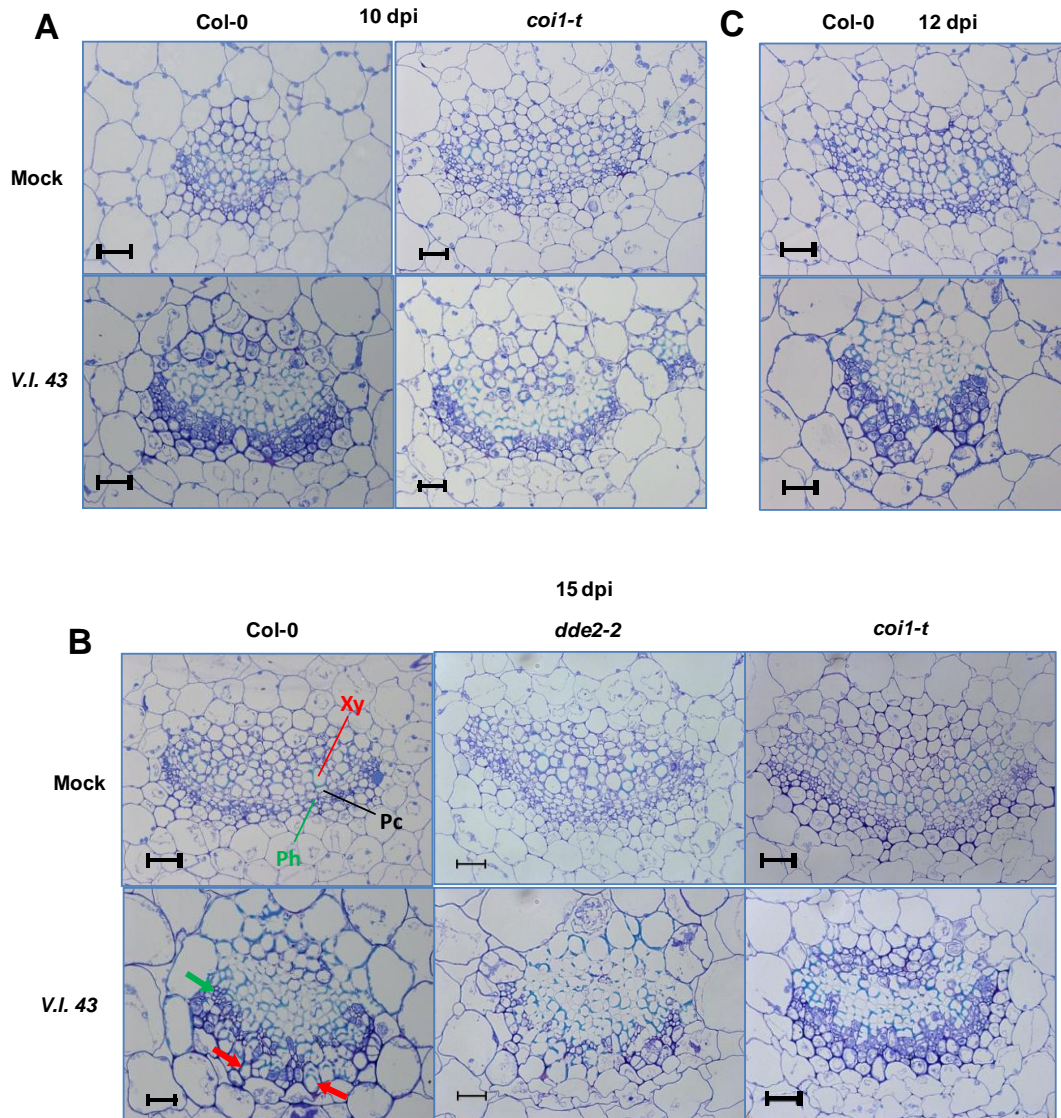 A
Col-0
10 dpi
coi1-t
C
Col-0
12 dpi
Mock
V.I. 43
15 dpi
B
Col-0
dde2-2
coi1-t
Mock
Xy
Pc
Ph
V.I. 43